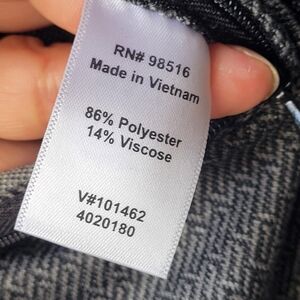 RN# 98516
Made in Vietnam
86% Polyester
14% Viscose
V#101462
4020180